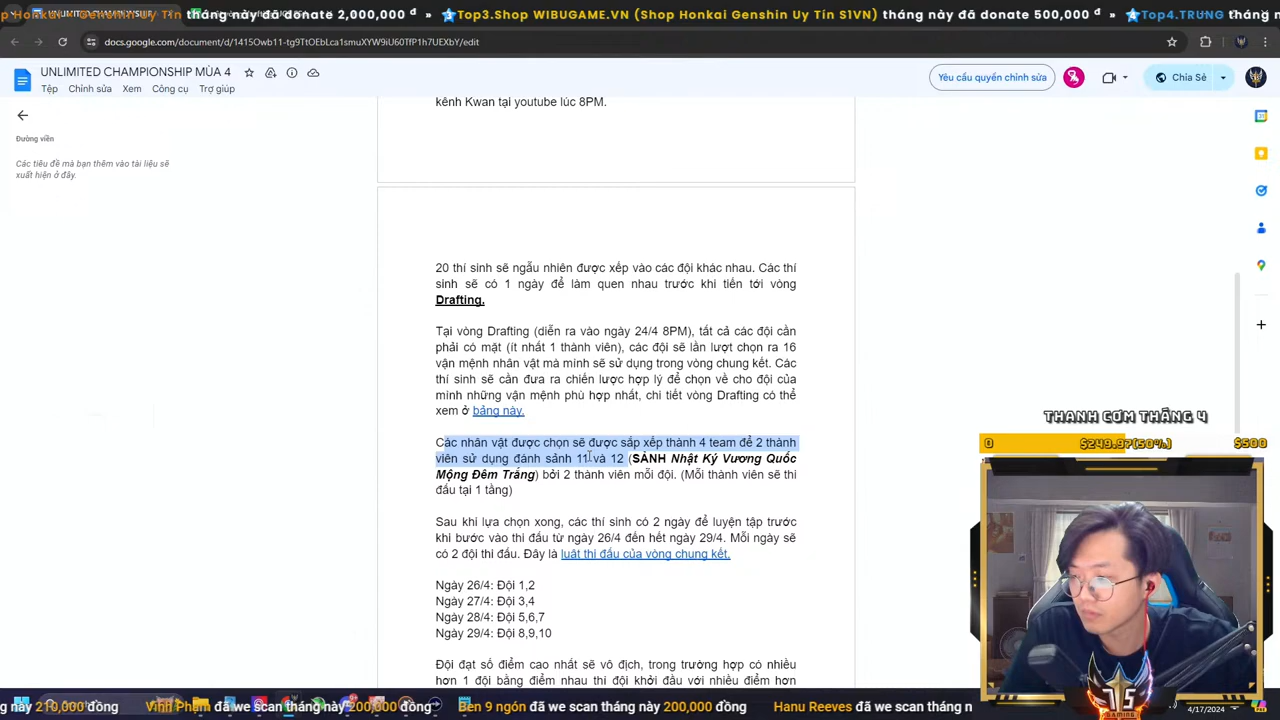 Honkai Genshin Uy Tín tháng này đã donate 2,000,000 đ » Top3.Shop WIBUGAME.VN (Shop Honkai Genshin Uy Tín S1VN) tháng này đã donate 500,000 đ » Top4.TRUNG tháng n
docs.google.com/document/d/1415Owb11-tg9TtOEbLca1smuXYW9iU60TfP1h7UEXbY/edit
UNLIMITED CHAMPIONSHIP MÙA 4
Tệp Chỉnh sửa Xem Công cụ Trợ giúp
Yêu cầu quyền chỉnh sửa
Chia Sẻ
Đường viền
Các tiêu đề mà bạn thêm vào tài liệu sẽ
xuất hiện ở đây.
kênh Kwan tại youtube lúc 8PM.
20 thí sinh sẽ ngẫu nhiên được xếp vào các đội khác nhau. Các thí
sinh sẽ có 1 ngày để làm quen nhau trước khi tiến tới vòng
Drafting.
Tại vòng Drafting (diễn ra vào ngày 24/4 8PM), tất cả các đội cần
phải có mặt (ít nhất 1 thành viên), các đội sẽ lần lượt chọn ra 16
vận mệnh nhân vật mà mình sẽ sử dụng trong vòng chung kết. Các
thí sinh sẽ cần đưa ra chiến lược hợp lý để chọn về cho đội của
mình những vận mệnh phù hợp nhất, chi tiết vòng Drafting có thể
xem ở bảng này.
Các nhân vật được chọn sẽ được sắp xếp thành 4 team để 2 thành
viên sử dụng đánh sảnh 11 và 12 (SẢNH Nhật Ký Vương Quốc
Mộng Đêm Trắng) bởi 2 thành viên mỗi đội. (Mỗi thành viên sẽ thi
đấu tại 1 tầng)
Sau khi lựa chọn xong, các thí sinh có 2 ngày để luyện tập trước
khi bước vào thi đấu từ ngày 26/4 đến hết ngày 29/4. Mỗi ngày sẽ
có 2 đội thi đấu. Đây là luật thi đấu của vòng chung kết.
Ngày 26/4: Đội 1,2
Ngày 27/4: Đội 3,4
Ngày 28/4: Đội 5,6,7
Ngày 29/4: Đội 8,9,10
Đội đạt số điểm cao nhất sẽ vô địch, trong trường hợp có nhiều
hơn 1 đội bằng điểm nhau thì đội khởi đầu với nhiều điểm hơn
THANH CƠM THÁNG 4
0 $249.97(50%) $500
GAMING
4/17/2024
ng này 210,000 đồng Vinh Phạm đã we scan tháng này 200,000 đồng Ben 9 ngón đã we scan tháng này 200,000 đồng Hanu Reeves đã we scan tháng này